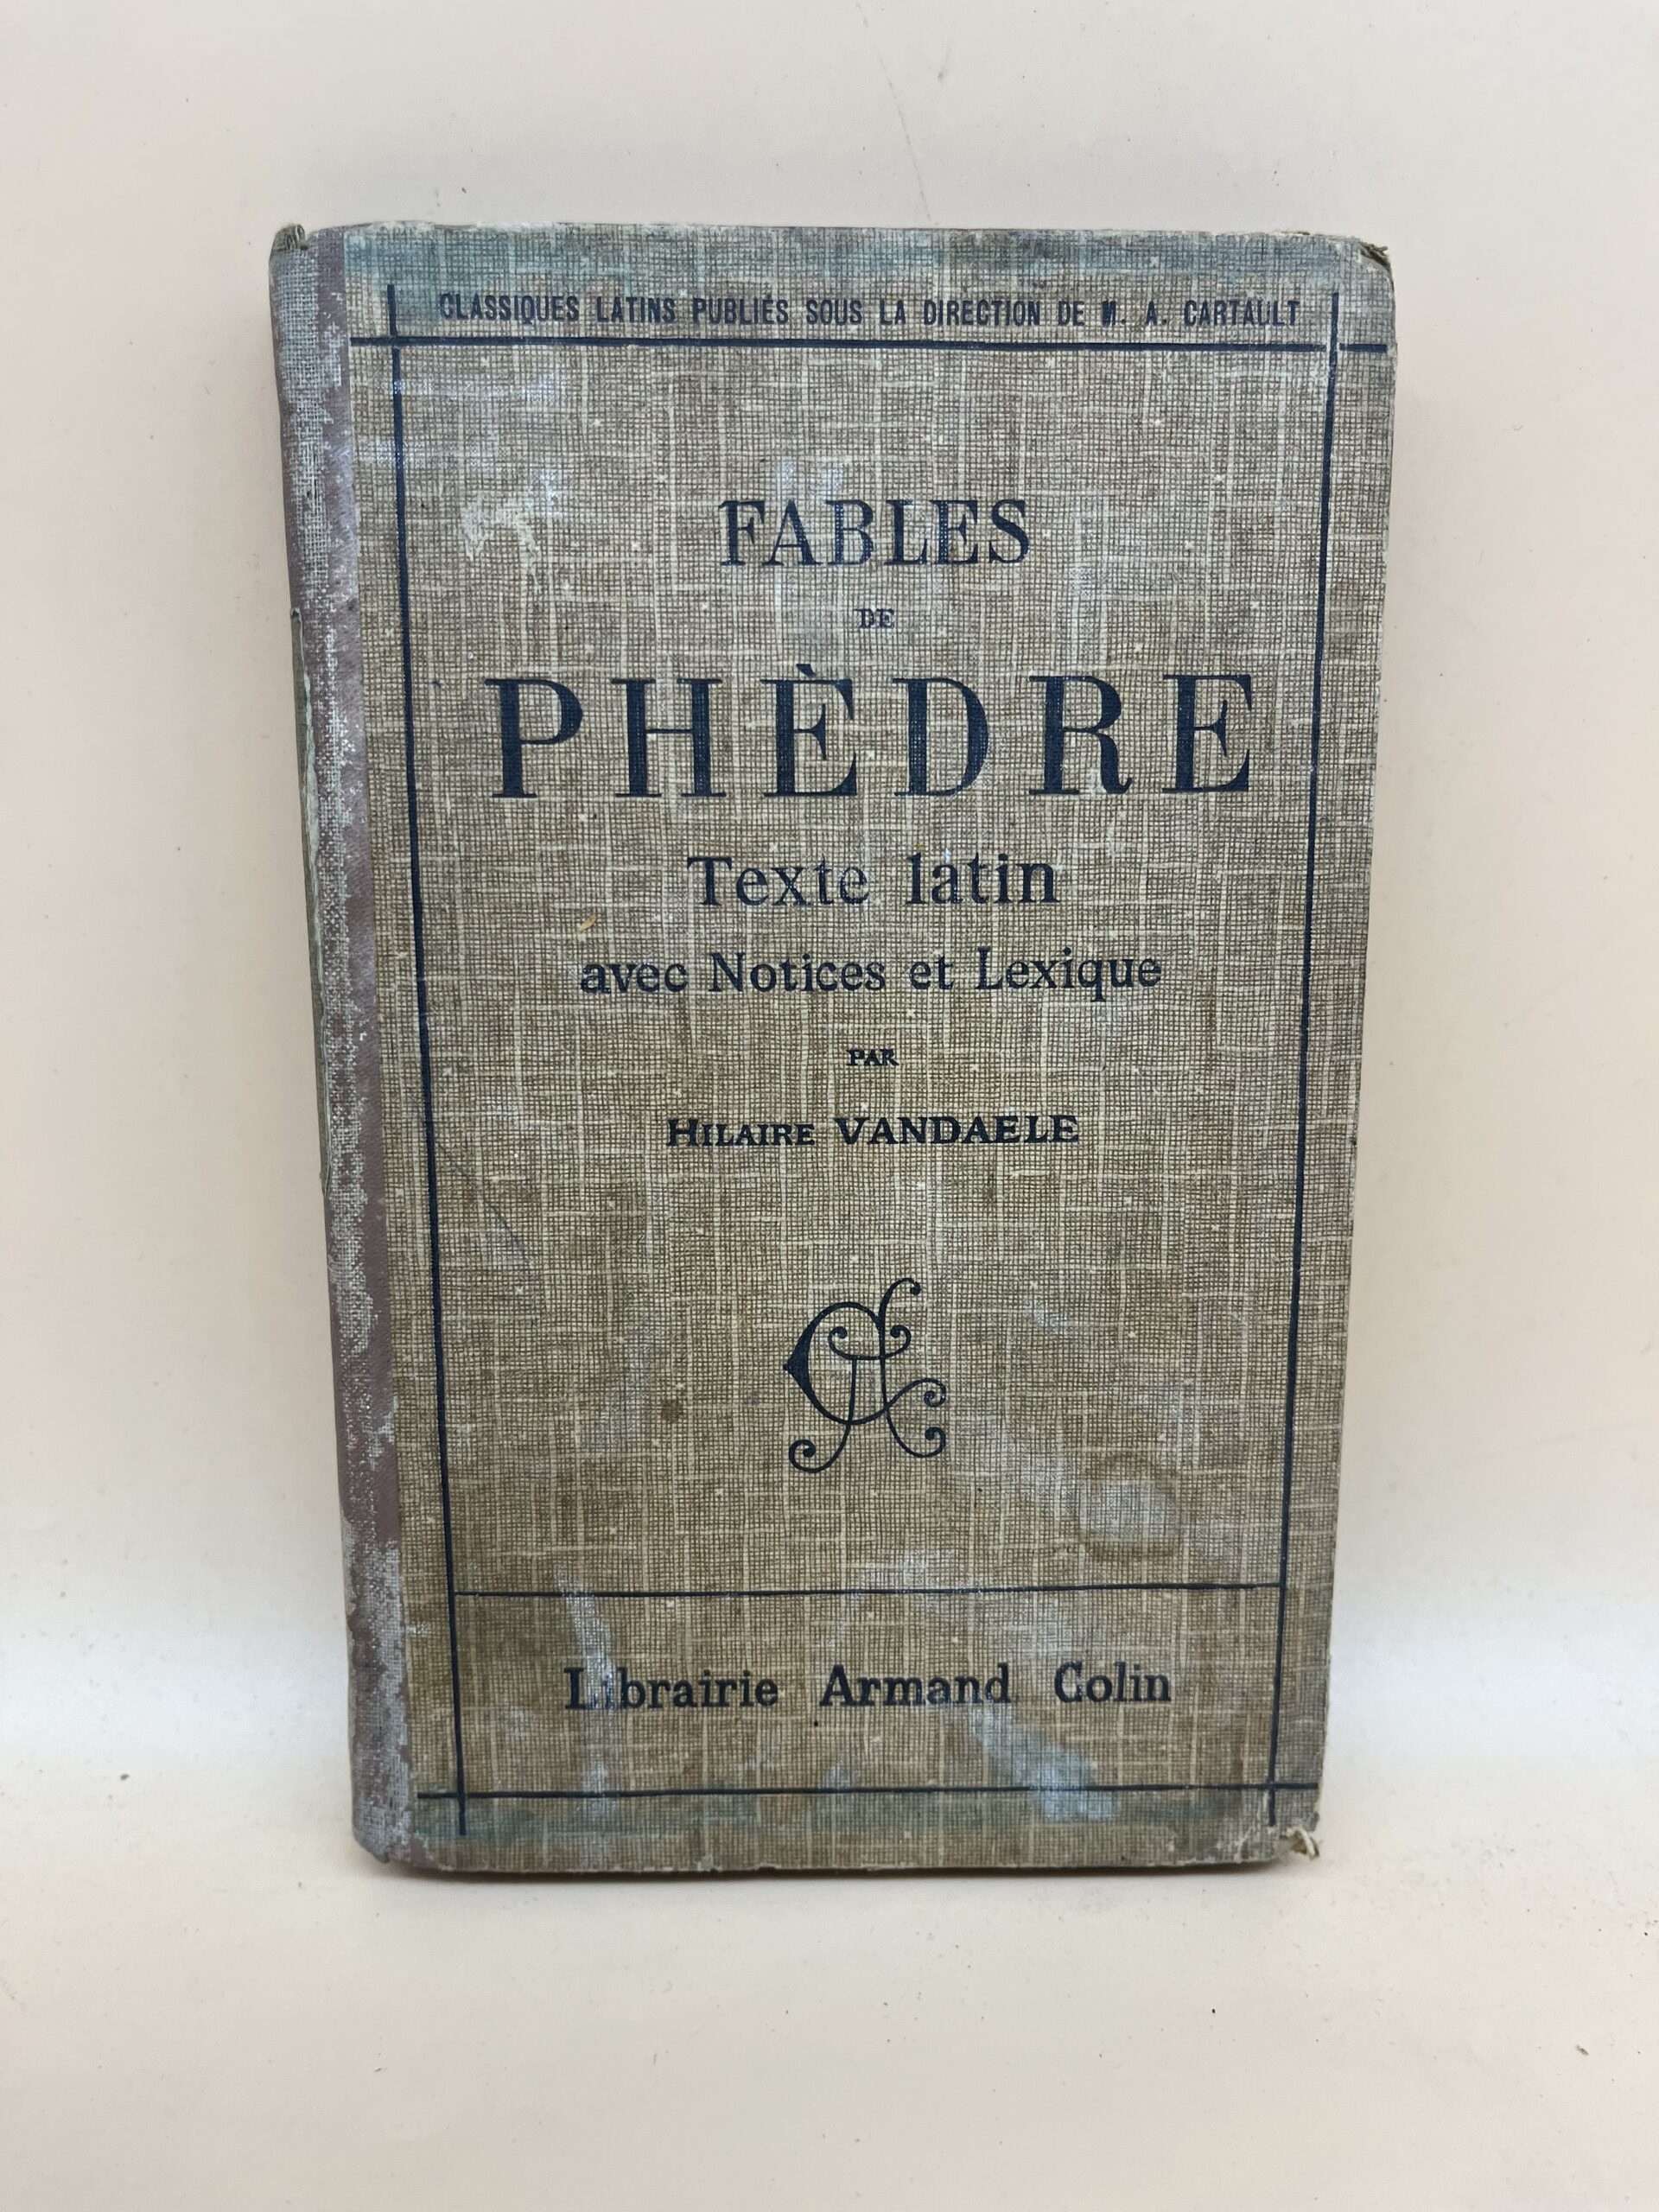 CLASSIQUES LATINS PUBLIÉS SOUS LA DIRECTION DE M. A. CARTAULT
FABLES
DE
PHÈDRE
Texte latin
avec Notices et Lexique
PAR
HILAIRE VANDAELE
AC
Librairie Armand Colin